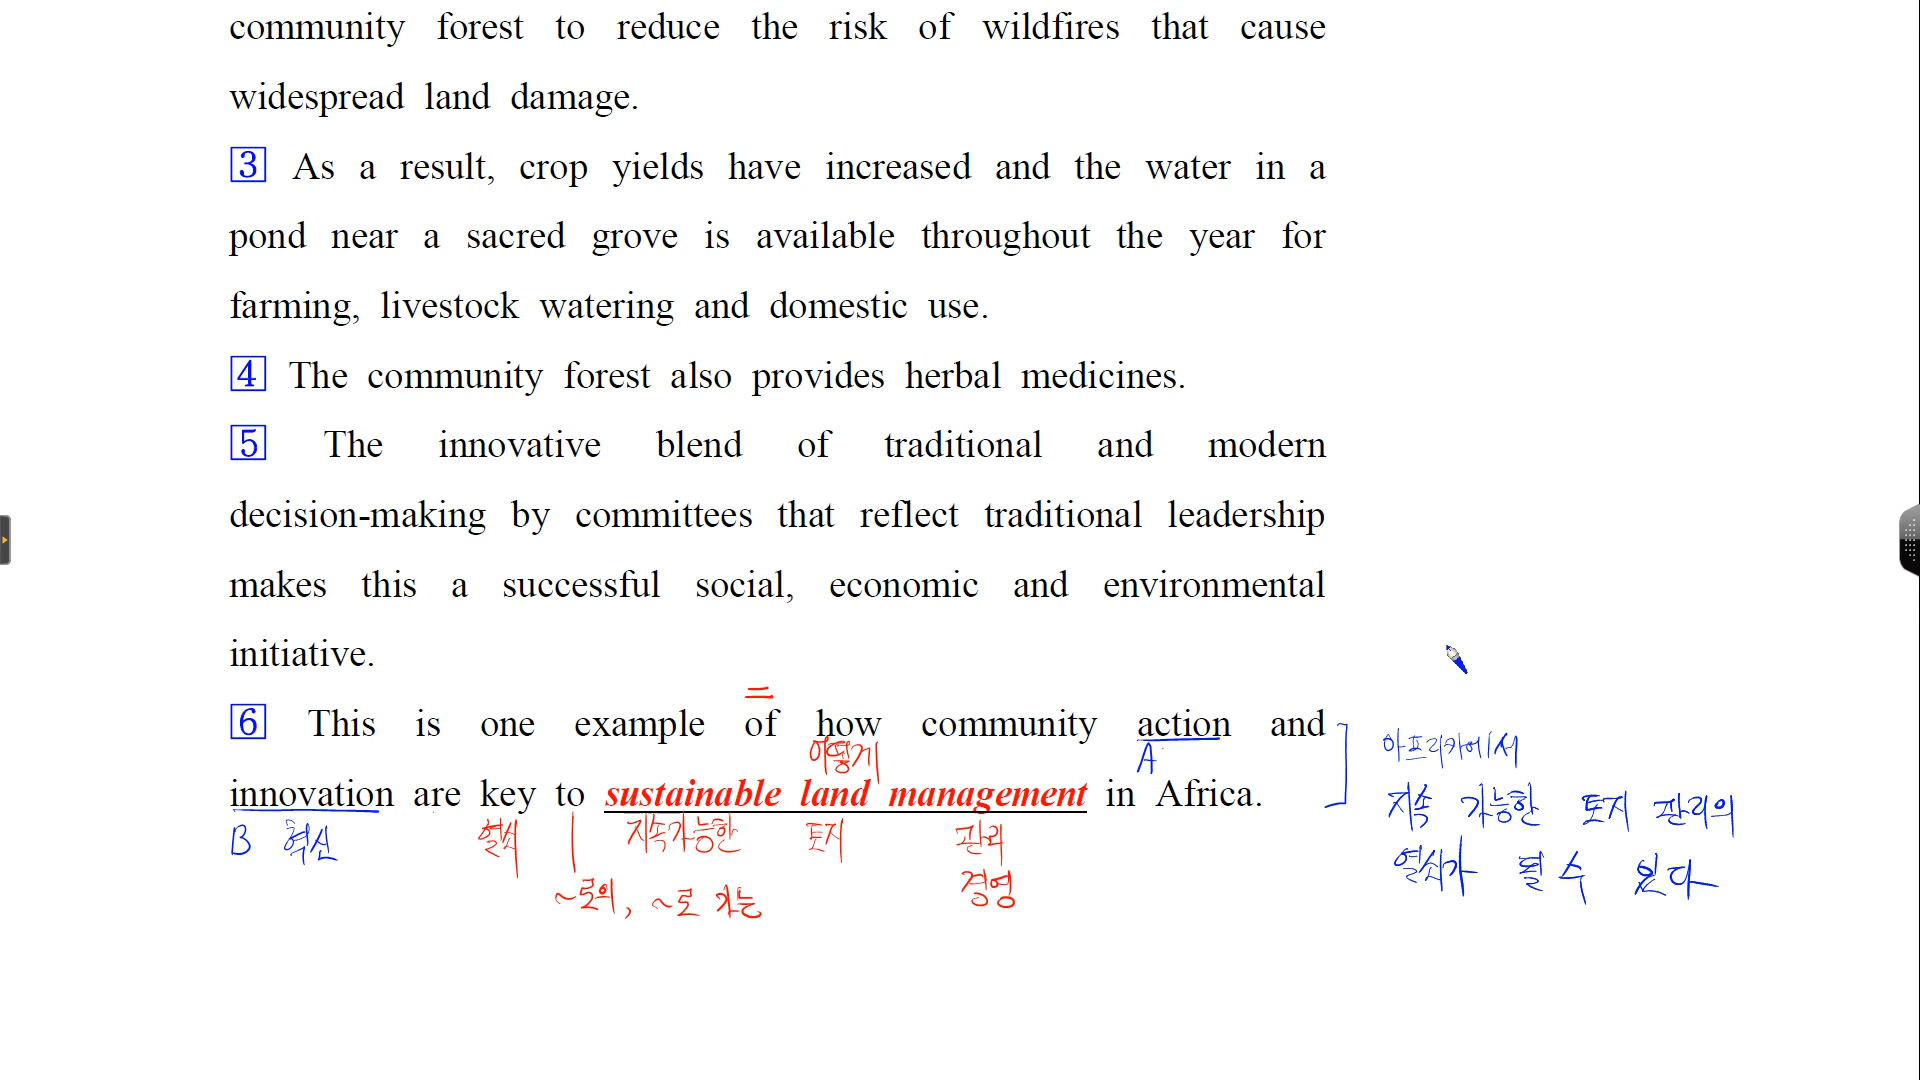 community forest to reduce the risk of wildfires that cause
widespread land damage.
3 As a result, crop yields have increased and the water in a
pond near a sacred grove is available throughout the year for
farming, livestock watering and domestic use.
4 The community forest also provides herbal medicines.
5 The innovative blend of traditional and modern
decision-making by committees that reflect traditional leadership
makes this a successful social, economic and environmental
initiative.
=
6 This is one example of how community action and
어떻게 A
innovation are key to sustainable land management in Africa.
B 혁신 열쇠 지속가능한 토지 관리
~로의, ~로 가는 경영
아프리카에서
지속 가능한 토지 관리의
열쇠가 될 수 있다